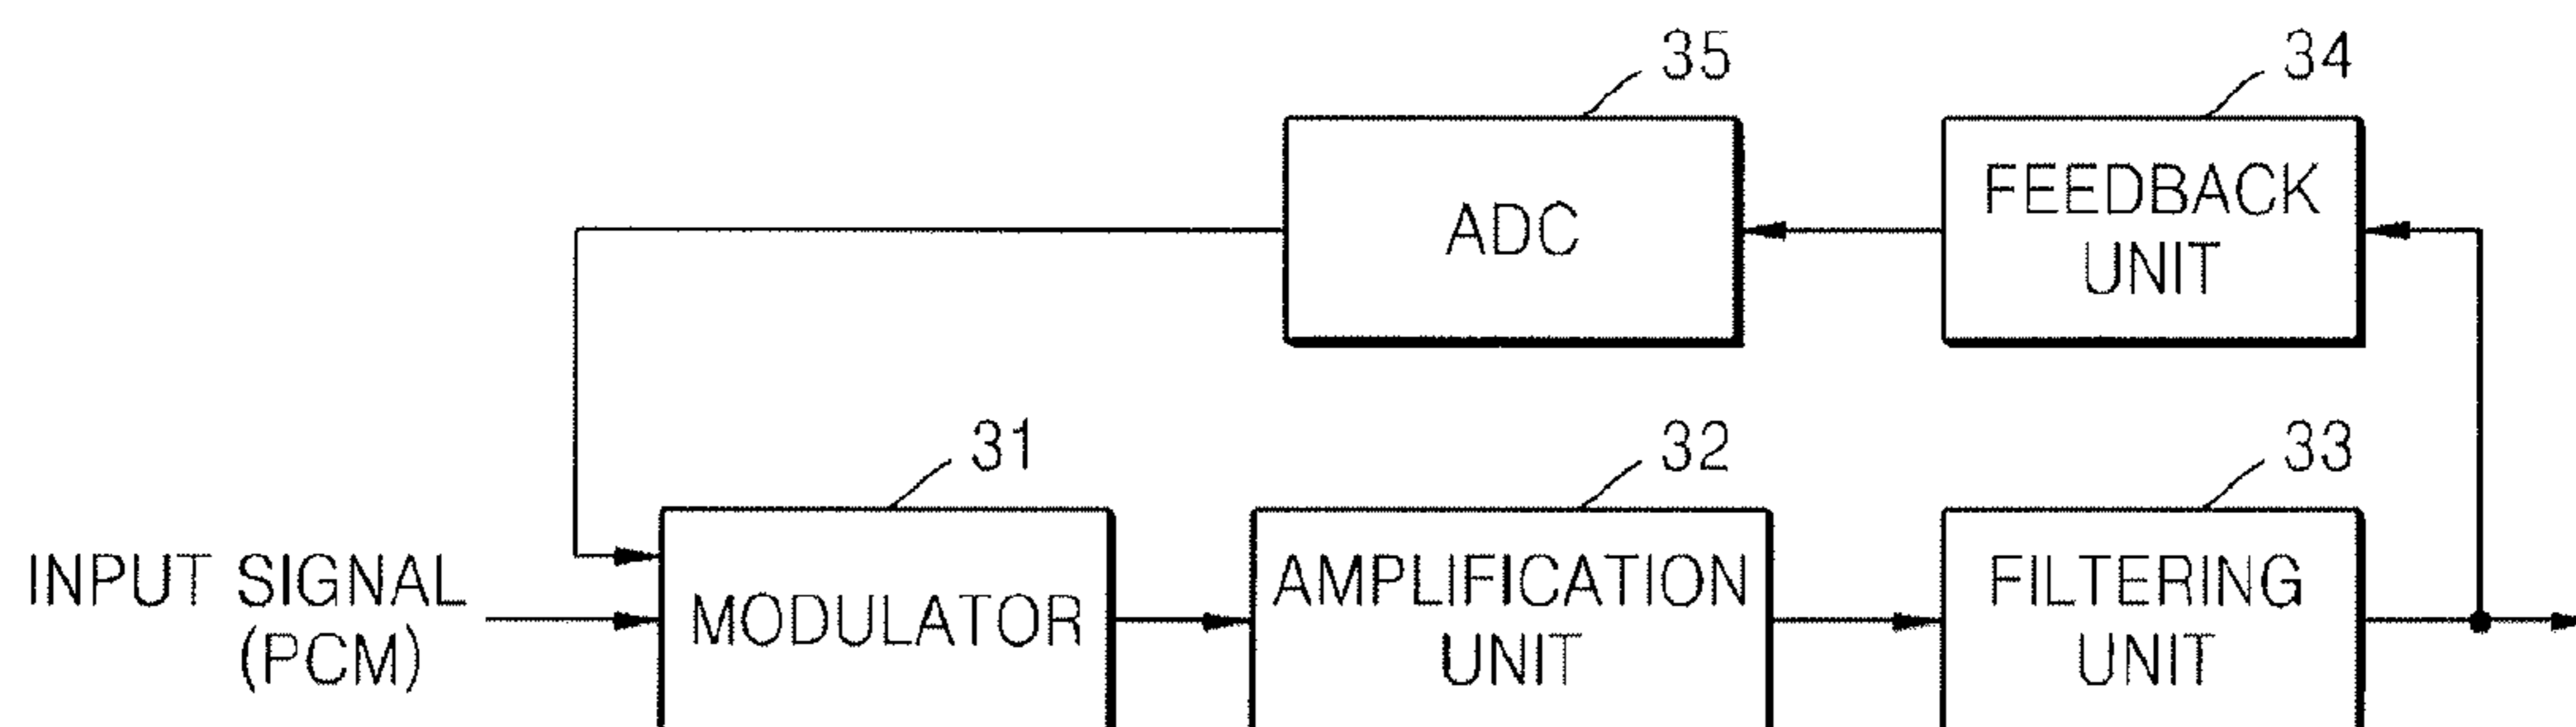 35
34
ADC
FEEDBACK
UNIT
31
32
33
INPUT SIGNAL
(PCM)
MODULATOR
AMPLIFICATION
UNIT
FILTERING
UNIT